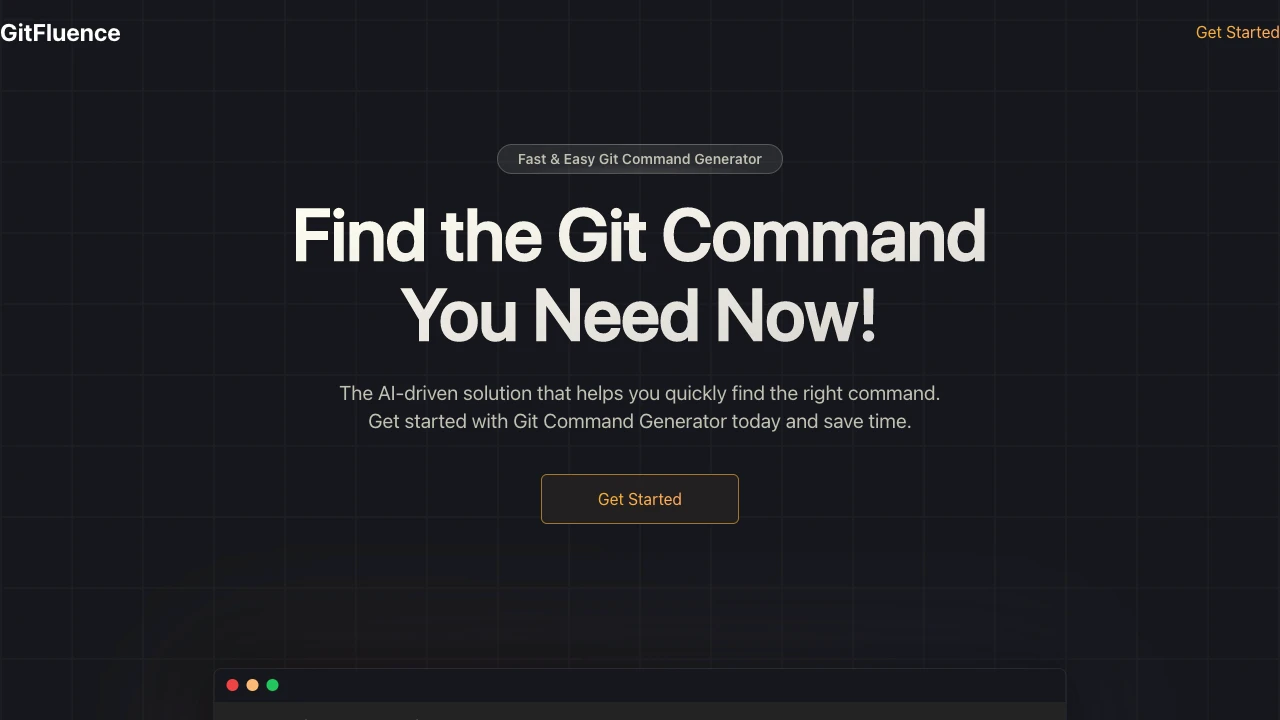 GitFluence
Get Started
Fast & Easy Git Command Generator
Find the Git Command
You Need Now!
The AI-driven solution that helps you quickly find the right command.
Get started with Git Command Generator today and save time.
Get Started